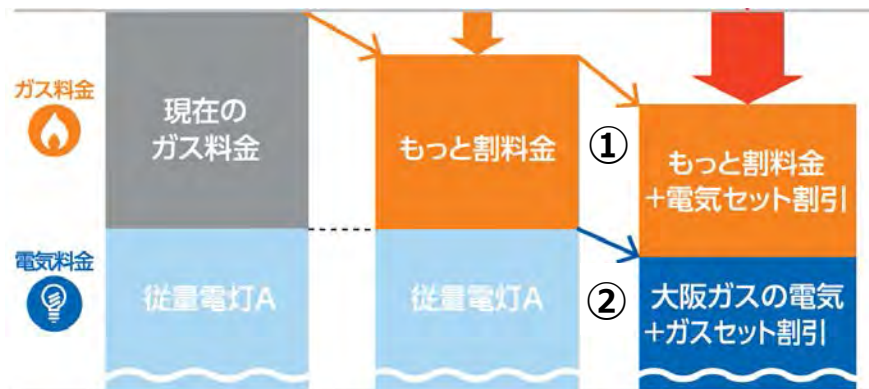 ガス料金
現在の
ガス料金
もっと割料金
①
もっと割料金
+電気セット割引
電気料金
従量電灯A
従量電灯A
②
大阪ガスの電気
+ガスセット割引